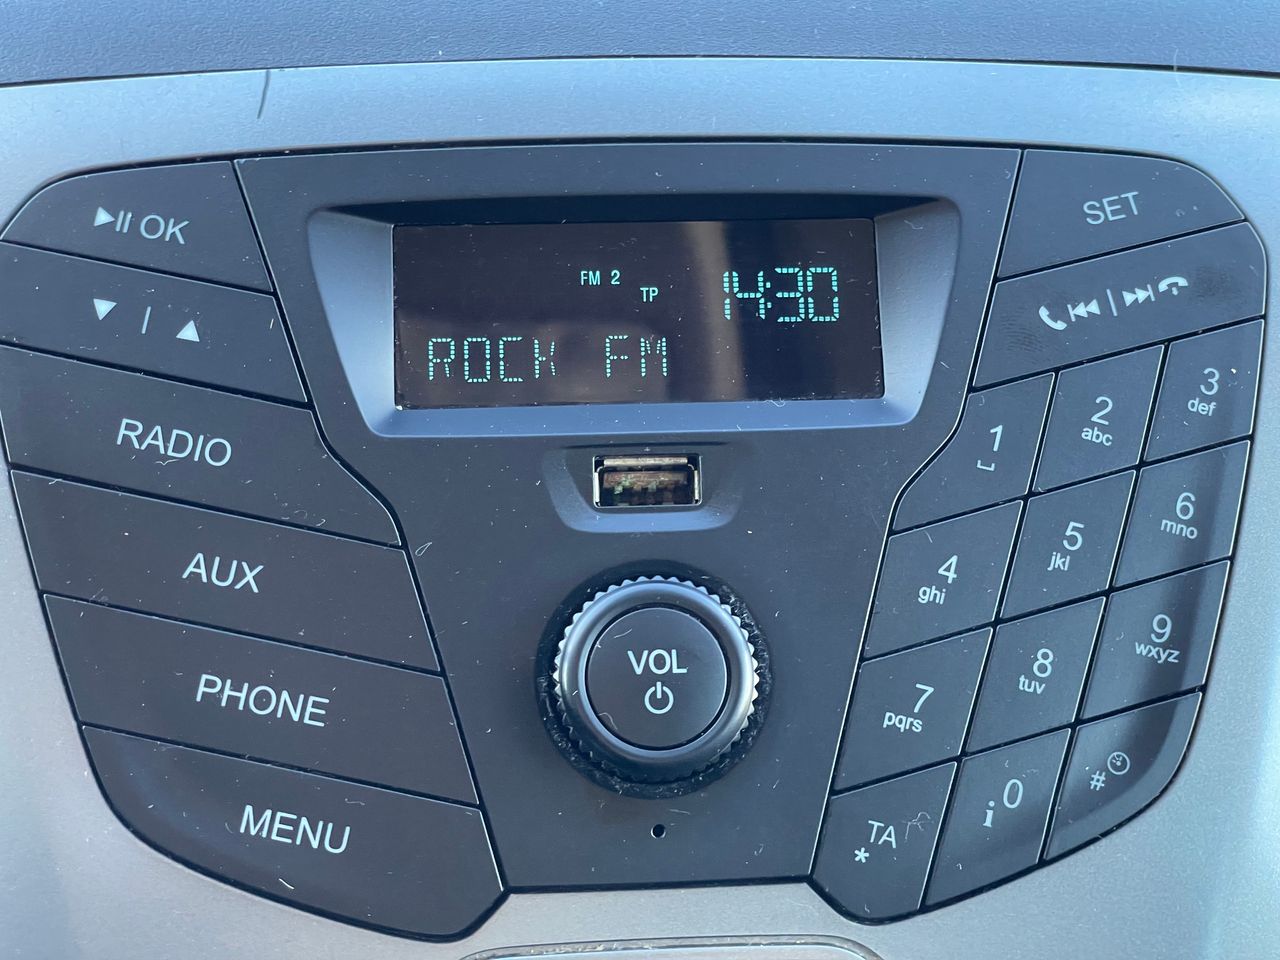 OK
SET
FM 2
TP
14:30
ROCK FM
RADIO
AUX
PHONE
MENU
VOL
1
2
abc
3
def
4
ghi
5
jkl
6
mno
7
pqrs
8
tuv
9
wxyz
TA
*
i 0
#